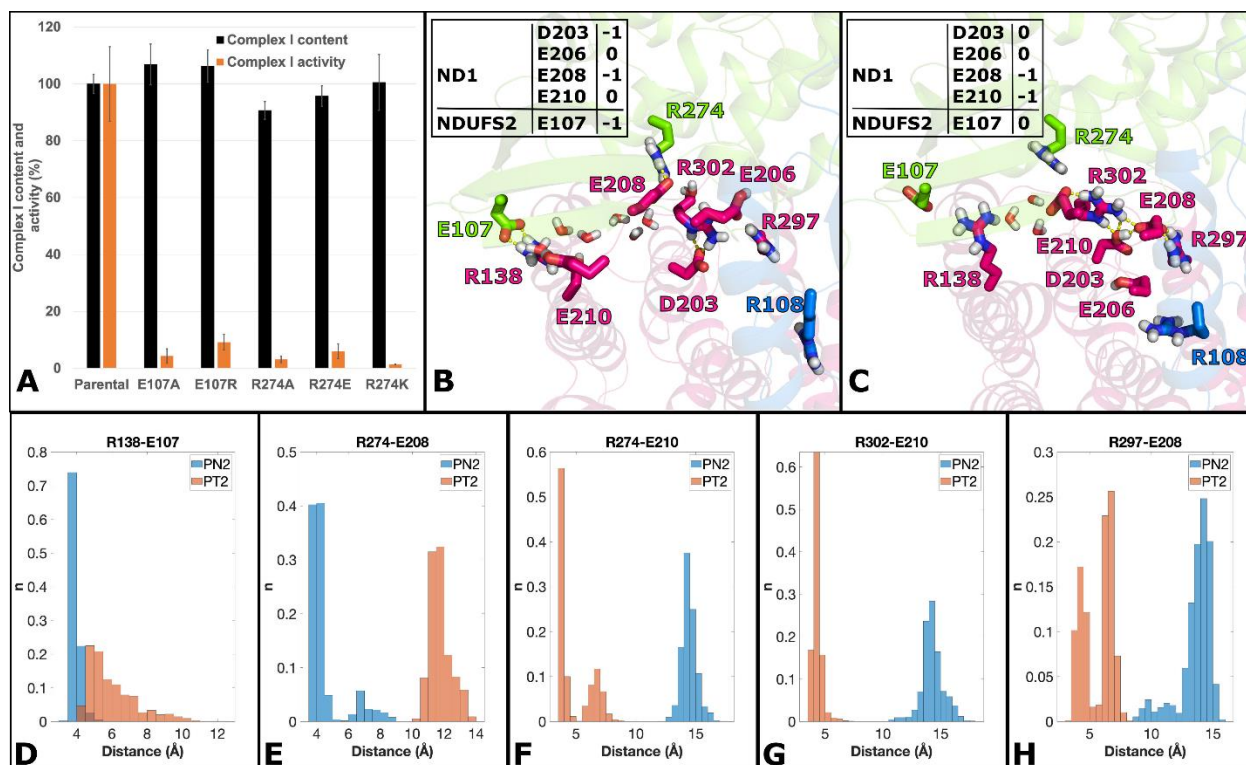 Complex I content and
activity (%)
120
100
80
60
40
20
0
Complex I content
Complex I activity
Parental E107A E107R R274A R274E R274K
A
D203 -1
E206 0
ND1 E208 -1
E210 0
NDUFS2 E107 -1
R274
R302
E206
E208
E107
R297
R138
D203
E210
R108
B
D203 0
E206 0
ND1 E208 -1
E210 -1
NDUFS2 E107 0
R274
E107
R302
E208
E210
R297
R138
D203
E206
R108
C
R138-E107
PN2
PT2
n
0.8
0.7
0.6
0.5
0.4
0.3
0.2
0.1
0
4 6 8 10 12
Distance (Å)
D
R274-E208
PN2
PT2
n
0.5
0.4
0.3
0.2
0.1
0
4 6 8 10 12 14
Distance (Å)
E
R274-E210
PN2
PT2
n
0.6
0.5
0.4
0.3
0.2
0.1
0
5 10 15
Distance (Å)
F
R302-E210
PN2
PT2
n
0.6
0.5
0.4
0.3
0.2
0.1
0
5 10 15
Distance (Å)
G
R297-E208
PN2
PT2
n
0.3
0.25
0.20
0.15
0.10
0.05
0
5 10 15
Distance (Å)
H